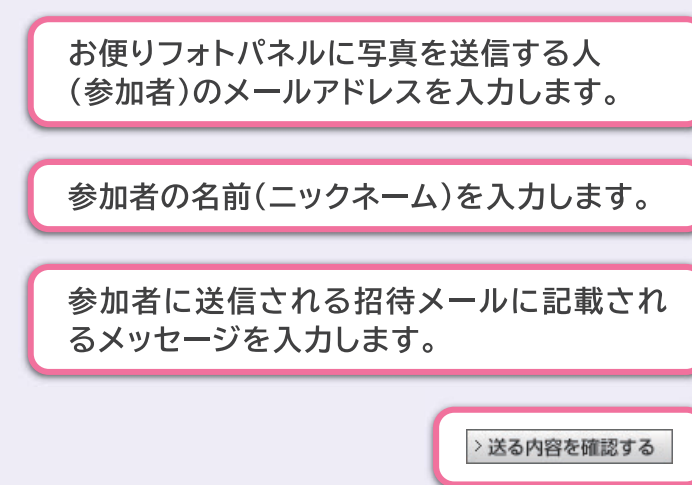 お便りフォトパネルに写真を送信する人
（参加者）のメールアドレスを入力します。
参加者の名前（ニックネーム）を入力します。
参加者に送信される招待メールに記載され
るメッセージを入力します。
> 送る内容を確認する